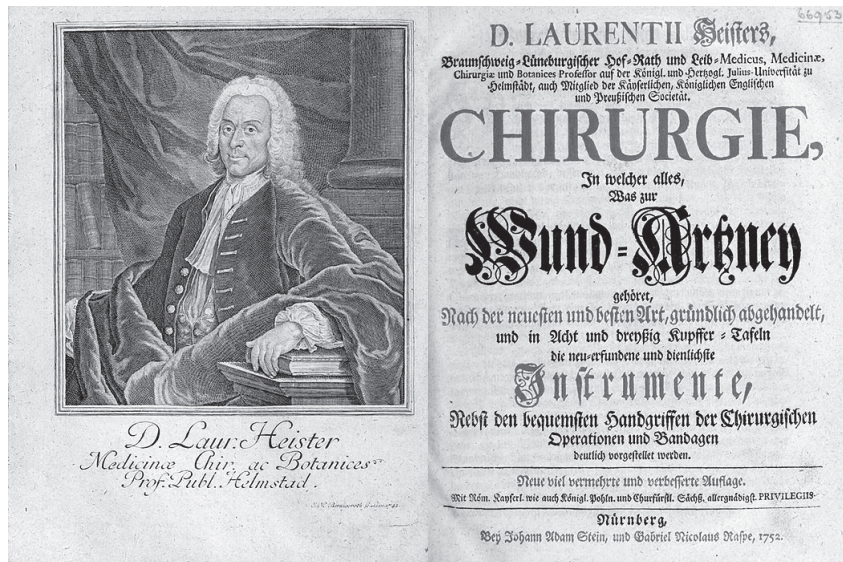 D. Laur: Heister
Medicinæ Chir. ac Botanices
Prof. Publ. Helmstad.
66953
D. LAURENTII Heisters,
Braunschweig-Lüneburgischer Hof-Rath und Leib-Medicus, Medicinæ,
Chirurgiæ und Botanices Professor auf der Königl. und Hertzogl. Julius-Universität zu
Helmstädt, auch Mitglied der Käyserlichen, Königlichen Englischen
und Preußischen Societät.
CHIRURGIE,
In welcher alles,
Was zur
Wund-Artzney
gehöret,
Nach der neuesten und besten Art, gründlich abgehandelt,
und in Acht und dreyßig Kupffer-Tafeln
die neu-erfundene und dienlichste
Instrumente,
Nebst den bequemsten Handgriffen der Chirurgischen
Operationen und Bandagen
deutlich vorgestellet werden.
Neue viel vermehrte und verbesserte Auflage.
Mit Röm. Kayserl. wie auch Königl. Pohln. und Churfürstl. Sächß. allergnädigst. PRIVILEGIIS.
Nürnberg,
Bey Johann Adam Stein, und Gabriel Nicolaus Raspe, 1752.